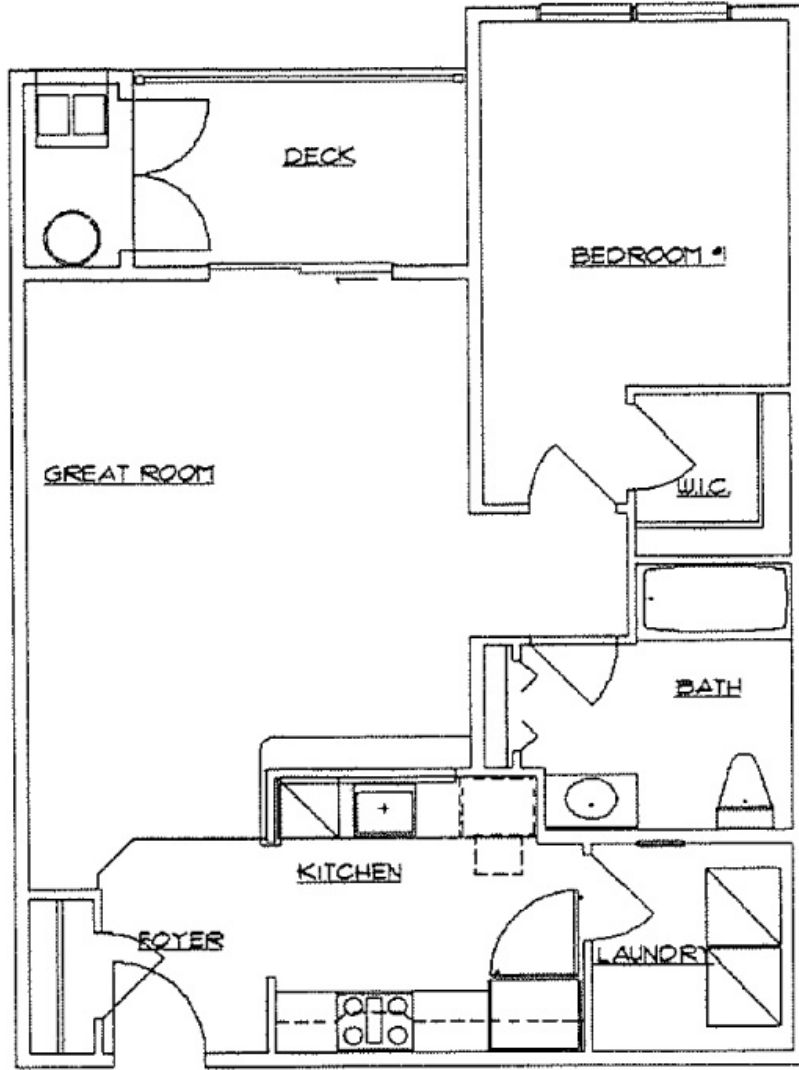 DECK
BEDROOM #1
GREAT ROOM
W.I.C.
BATH
KITCHEN
FOYER
LAUNDRY